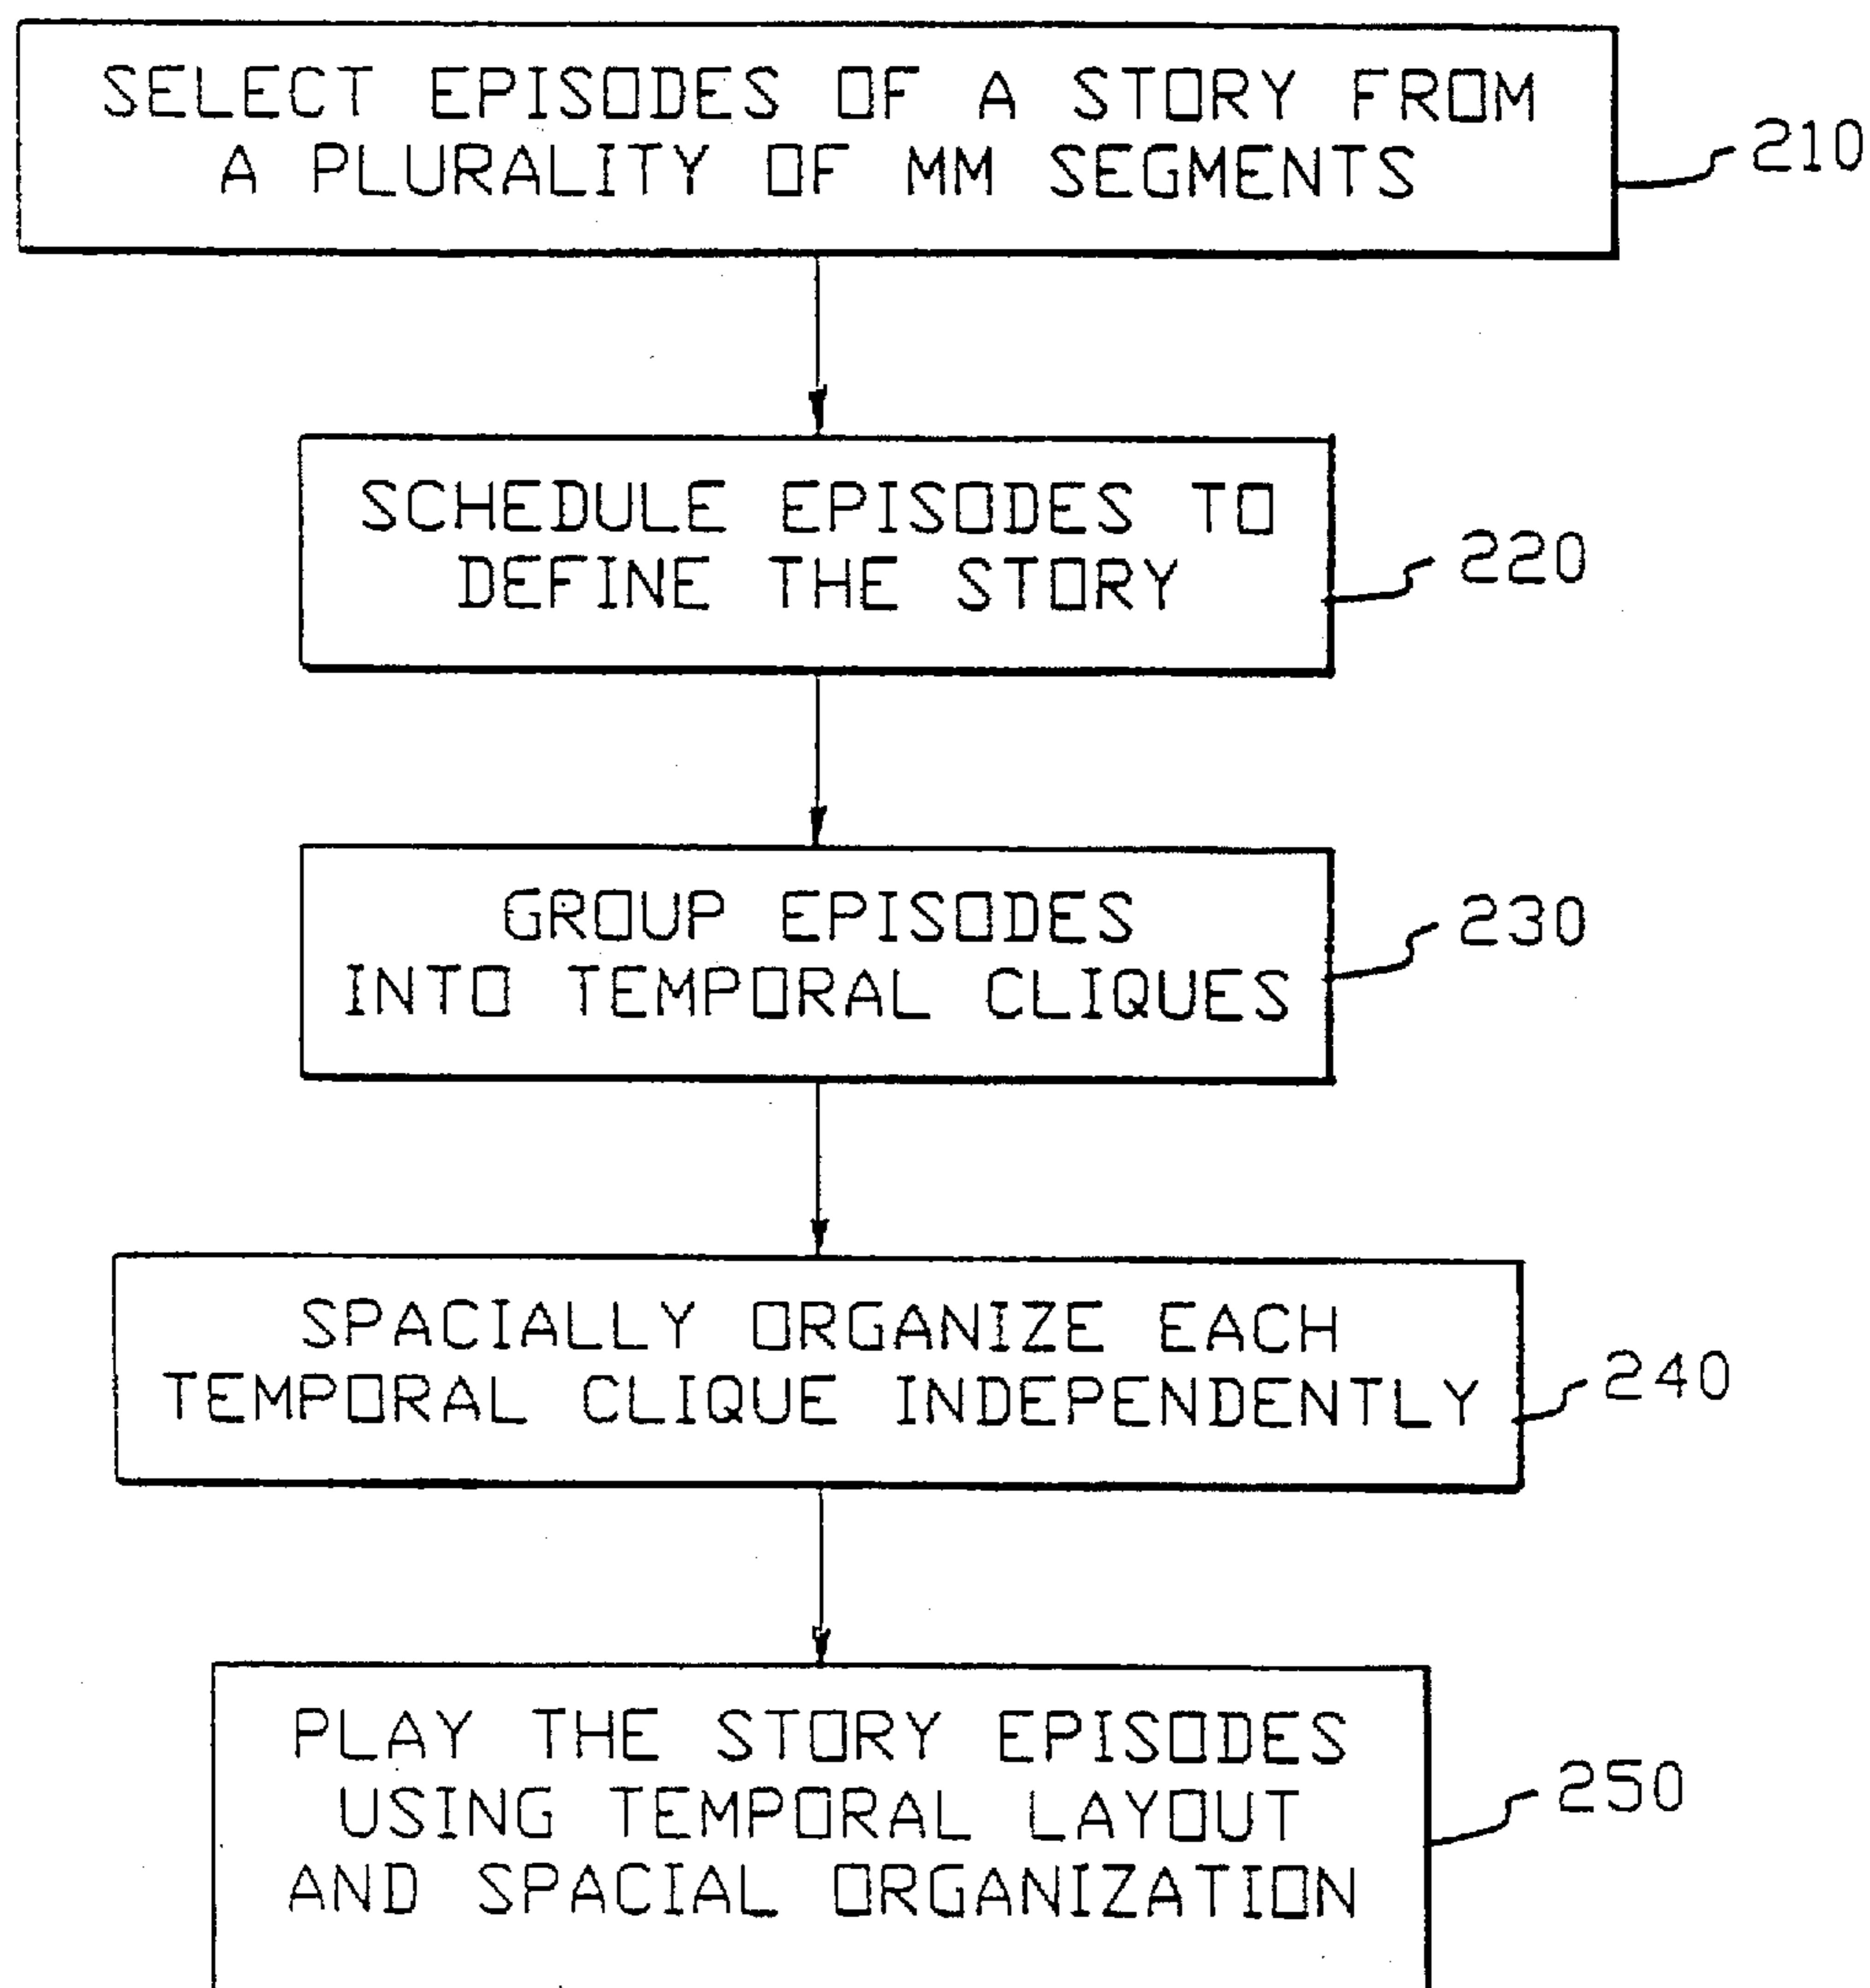 SELECT EPISODES OF A STORY FROM
A PLURALITY OF MM SEGMENTS
210
SCHEDULE EPISODES TO
DEFINE THE STORY
220
GROUP EPISODES
INTO TEMPORAL CLIQUES
230
SPACIALLY ORGANIZE EACH
TEMPORAL CLIQUE INDEPENDENTLY
240
PLAY THE STORY EPISODES
USING TEMPORAL LAYOUT
AND SPACIAL ORGANIZATION
250